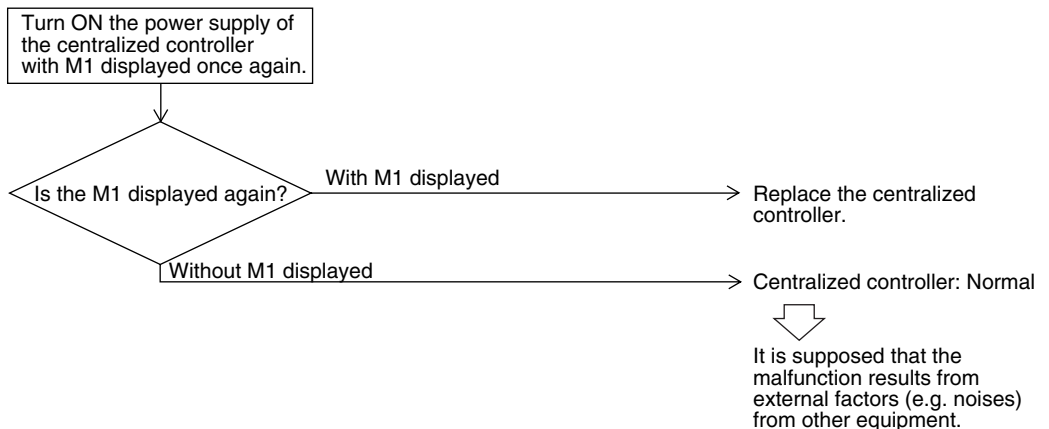 Turn ON the power supply of
the centralized controller
with M1 displayed once again.
Is the M1 displayed again?
With M1 displayed
Replace the centralized
controller.
Without M1 displayed
Centralized controller: Normal
It is supposed that the
malfunction results from
external factors (e.g. noises)
from other equipment.